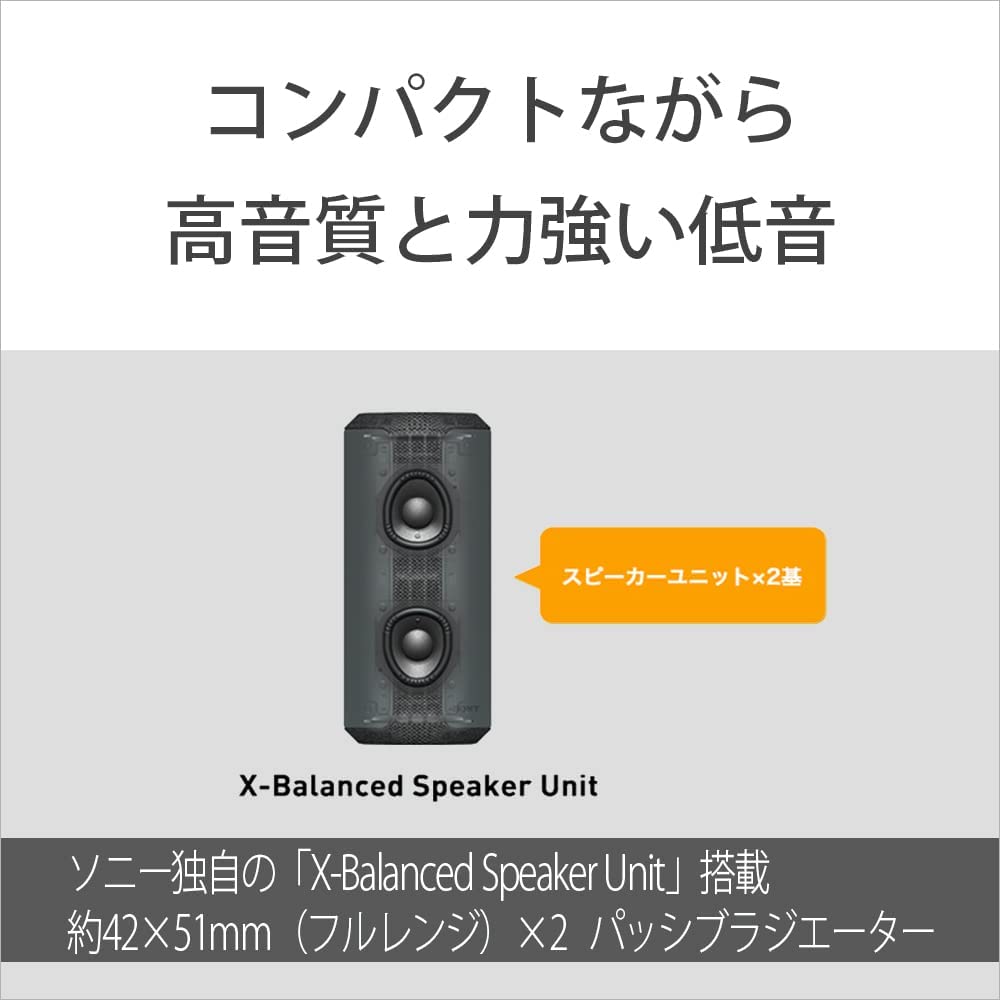 コンパクトながら
高音質と力強い低音
スピーカーユニット×2基
SONY
X-Balanced Speaker Unit
ソニー独自の「X-Balanced Speaker Unit」搭載
約42×51mm（フルレンジ）×2 パッシブラジエーター